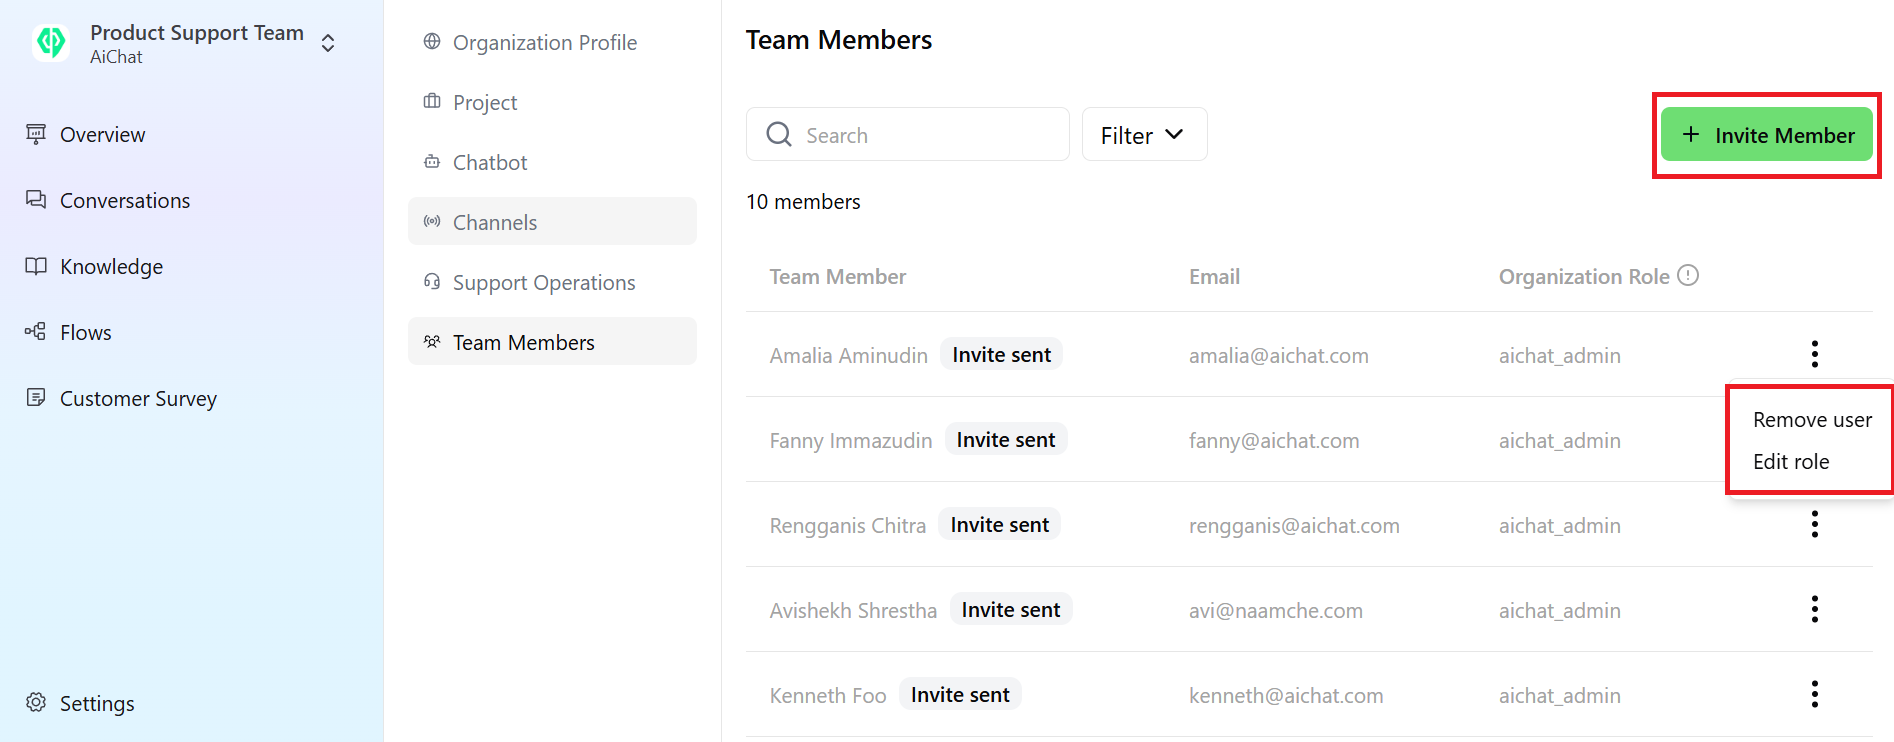 Product Support Team
AiChat
Overview
Conversations
Knowledge
Flows
Customer Survey
Settings
Organization Profile
Project
Chatbot
Channels
Support Operations
Team Members
Team Members
Search
Filter
+ Invite Member
10 members
Team Member Email Organization Role
Amalia Aminudin Invite sent amalia@aichat.com aichat_admin
Remove user
Edit role
Fanny Immazudin Invite sent fanny@aichat.com aichat_admin
Rengganis Chitra Invite sent rengganis@aichat.com aichat_admin
Avishekh Shrestha Invite sent avi@naamche.com aichat_admin
Kenneth Foo Invite sent kenneth@aichat.com aichat_admin